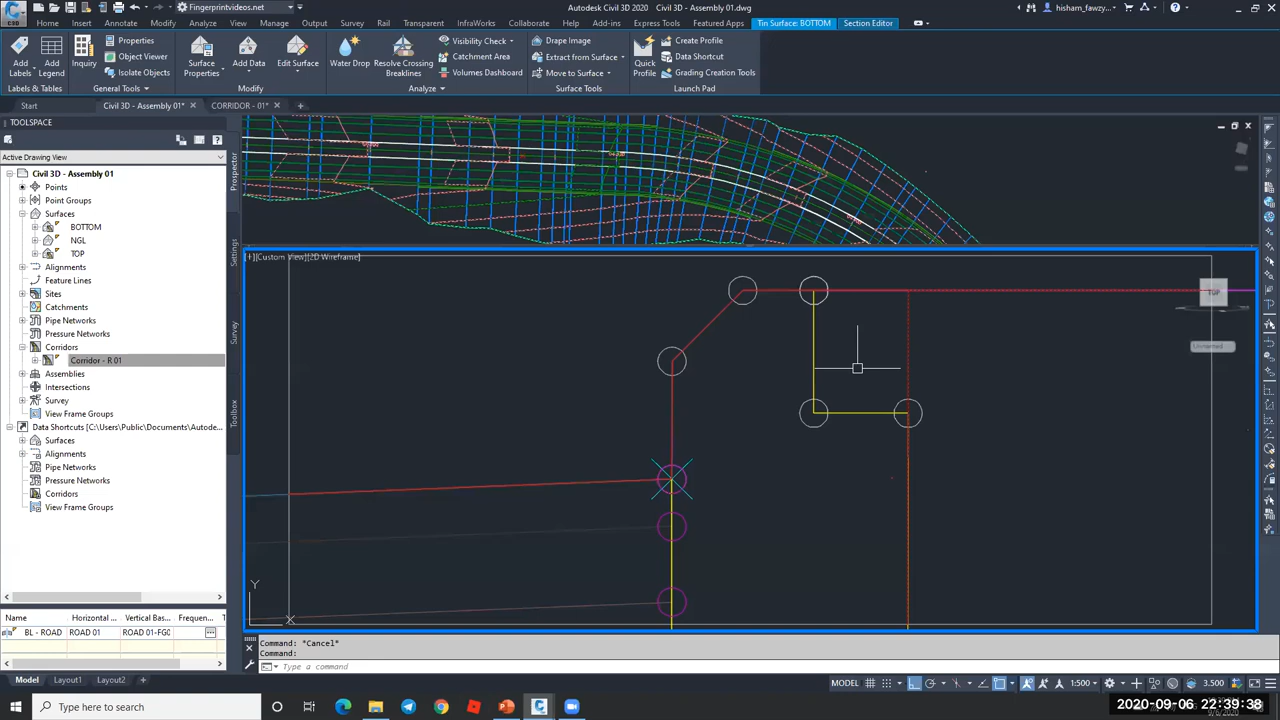 C3D
Fingerprintvideos.net
Autodesk Civil 3D 2020 Civil 3D - Assembly 01.dwg
hisham_fawzy...
Home Insert Annotate Modify Analyze View Manage Output Survey Rail Transparent InfraWorks Collaborate Help Add-ins Express Tools Featured Apps Tin Surface: BOTTOM Section Editor
Add Labels
Add Legend
Labels & Tables
Inquiry
Properties
Object Viewer
Isolate Objects
General Tools
Surface Properties
Add Data
Edit Surface
Modify
Water Drop
Resolve Crossing Breaklines
Visibility Check
Catchment Area
Volumes Dashboard
Analyze
Drape Image
Extract from Surface
Move to Surface
Surface Tools
Quick Profile
Create Profile
Data Shortcut
Grading Creation Tools
Launch Pad
Start Civil 3D - Assembly 01* CORRIDOR - 01*
TOOLSPACE
Active Drawing View
Civil 3D - Assembly 01
Points
Point Groups
Surfaces
BOTTOM
NGL
TOP
Alignments
Feature Lines
Sites
Catchments
Pipe Networks
Pressure Networks
Corridors
Corridor - R 01
Assemblies
Intersections
Survey
View Frame Groups
Data Shortcuts [C:\Users\Public\Documents\Autode...
Surfaces
Alignments
Pipe Networks
Pressure Networks
Corridors
View Frame Groups
Prospector
Settings
Survey
Toolbox
Name Horizontal Vertical Bas... Frequen...
BL - ROAD ROAD 01 ROAD 01-FG(
[+][Custom View][2D Wireframe]
TOP
Unnamed
Y
X
Command: *Cancel*
Command:
Type a command
Model Layout1 Layout2
MODEL 1:500 3.500
Type here to search
2020-09-06 22:39:38